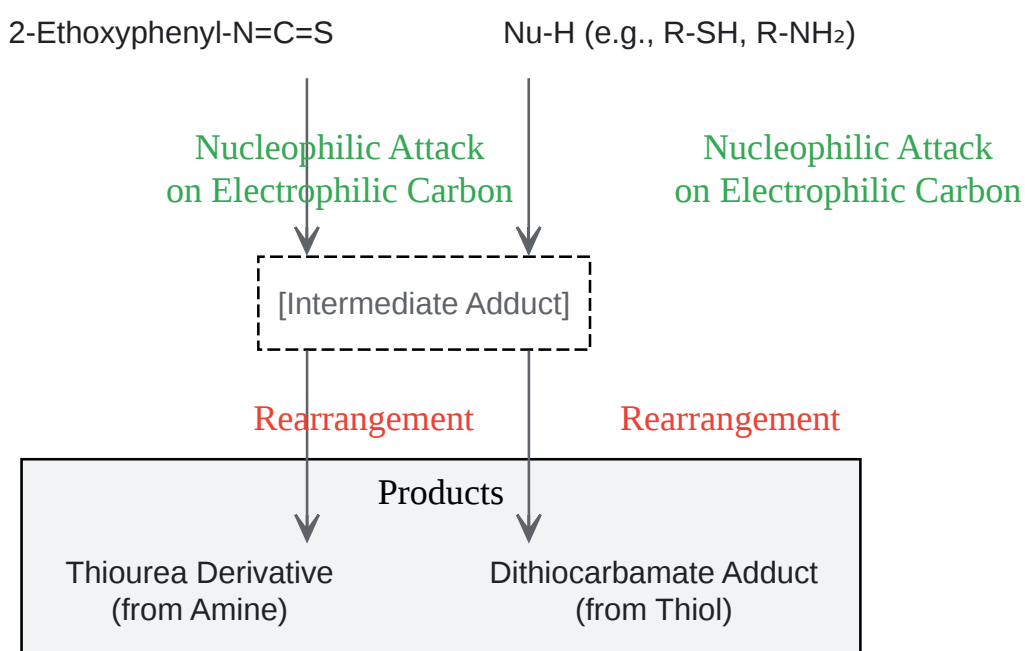 2-Ethoxyphenyl-N=C=S
Nu-H (e.g., R-SH, R-NH₂)
Nucleophilic Attack
on Electrophilic Carbon
Nucleophilic Attack
on Electrophilic Carbon
[Intermediate Adduct]
Rearrangement
Rearrangement
Products
Thiourea Derivative
(from Amine)
Dithiocarbamate Adduct
(from Thiol)